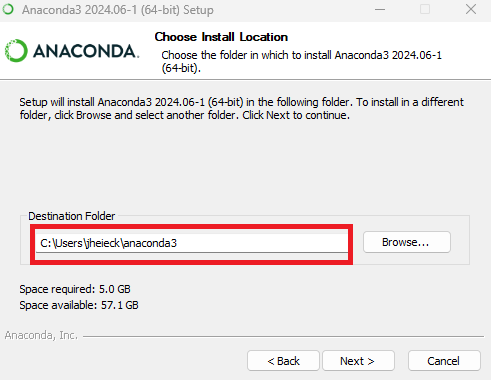 Anaconda3 2024.06-1 (64-bit) Setup
ANACONDA.
Choose Install Location
Choose the folder in which to install Anaconda3 2024.06-1
(64-bit).
Setup will install Anaconda3 2024.06-1 (64-bit) in the following folder. To install in a different
folder, click Browse and select another folder. Click Next to continue.
Destination Folder
C:\Users\jheieck\anaconda3
Browse...
Space required: 5.0 GB
Space available: 57.1 GB
Anaconda, Inc.
< Back
Next >
Cancel